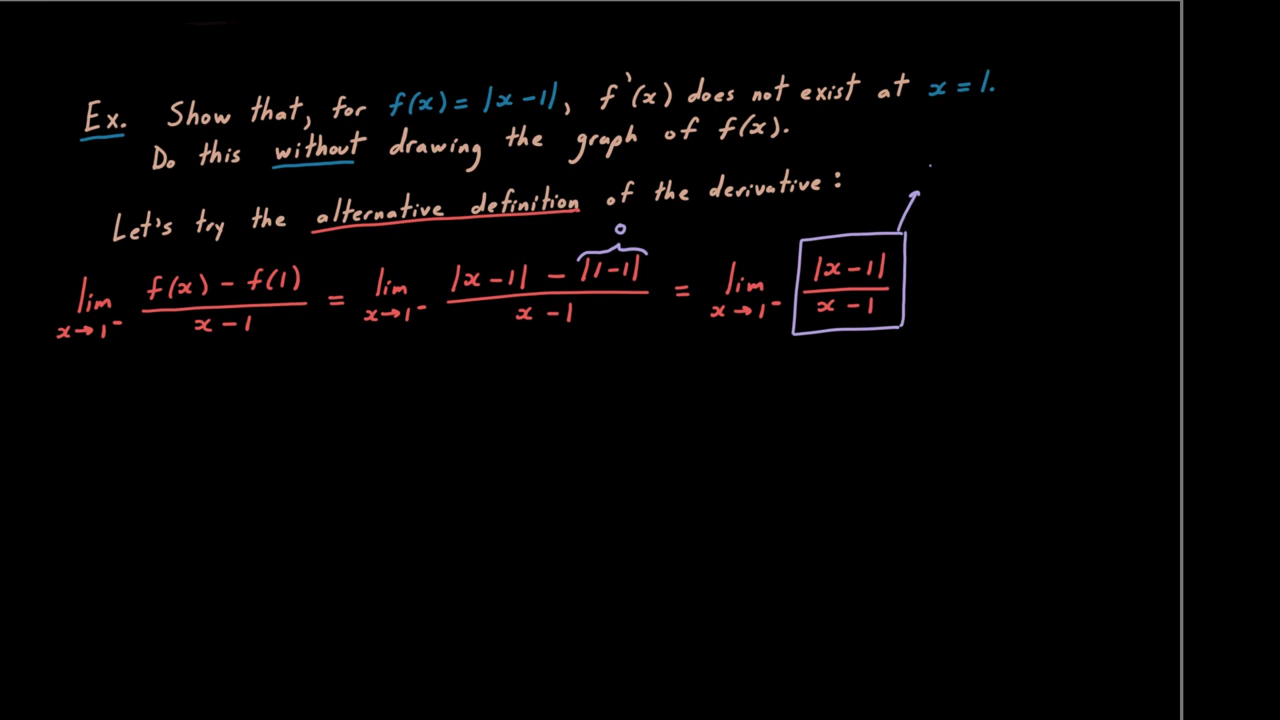 Ex. Show that, for f(x) = |x-1|, f'(x) does not exist at x=1.
Do this without drawing the graph of f(x).
Let's try the alternative definition of the derivative:
0
lim x→1⁻ (f(x) - f(1))/(x-1) = lim x→1⁻ (|x-1| - |1-1|)/(x-1) = lim x→1⁻ |x-1|/(x-1)